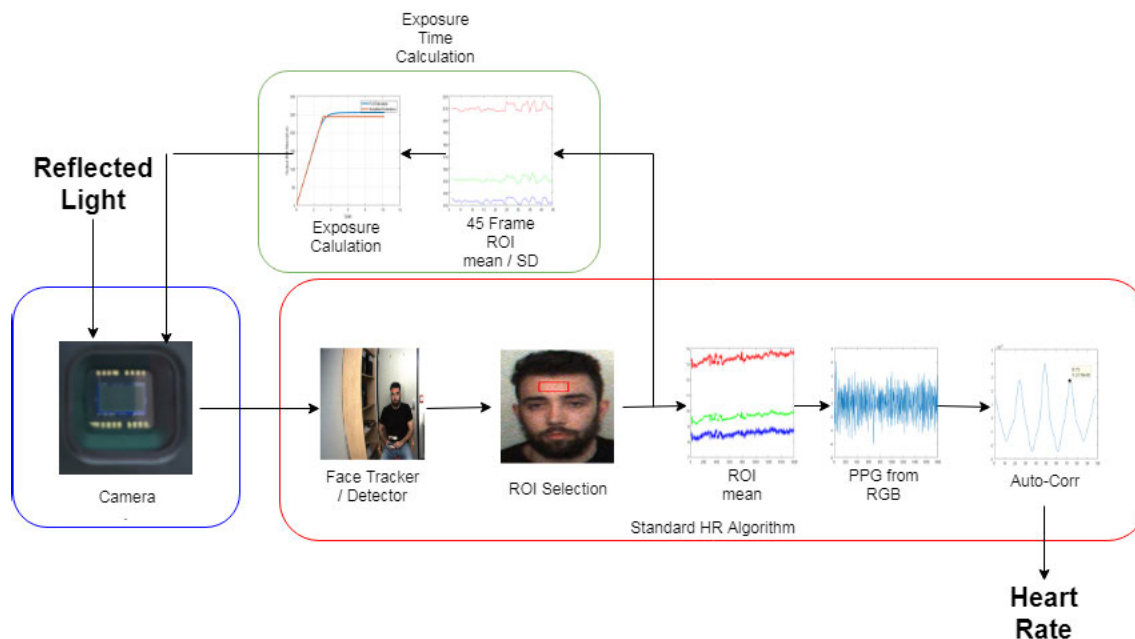 Exposure
Time
Calculation
Reflected
Light
Exposure
Calulation
45 Frame
ROI
mean / SD
Camera
Face Tracker
/ Detector
ROI Selection
ROI
mean
PPG from
RGB
Auto-Corr
Standard HR Algorithm
Heart
Rate